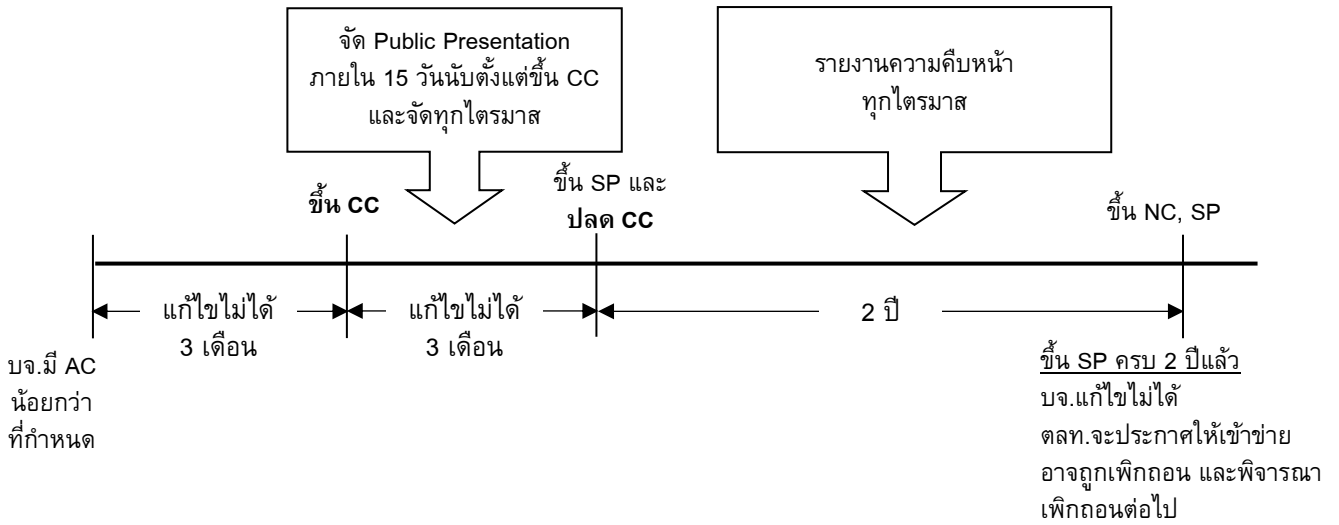 จัด Public Presentation
ภายใน 15 วันนับตั้งแต่ขึ้น CC
และจัดทุกไตรมาส
รายงานความคืบหน้า
ทุกไตรมาส
ขึ้น CC
ขึ้น SP และ
ปลด CC
ขึ้น NC, SP
แก้ไขไม่ได้
3 เดือน
แก้ไขไม่ได้
3 เดือน
2 ปี
บจ.มี AC
น้อยกว่า
ที่กำหนด
ขึ้น SP ครบ 2 ปีแล้ว
บจ.แก้ไขไม่ได้
ตลท.จะประกาศให้เข้าข่าย
อาจถูกเพิกถอน และพิจารณา
เพิกถอนต่อไป